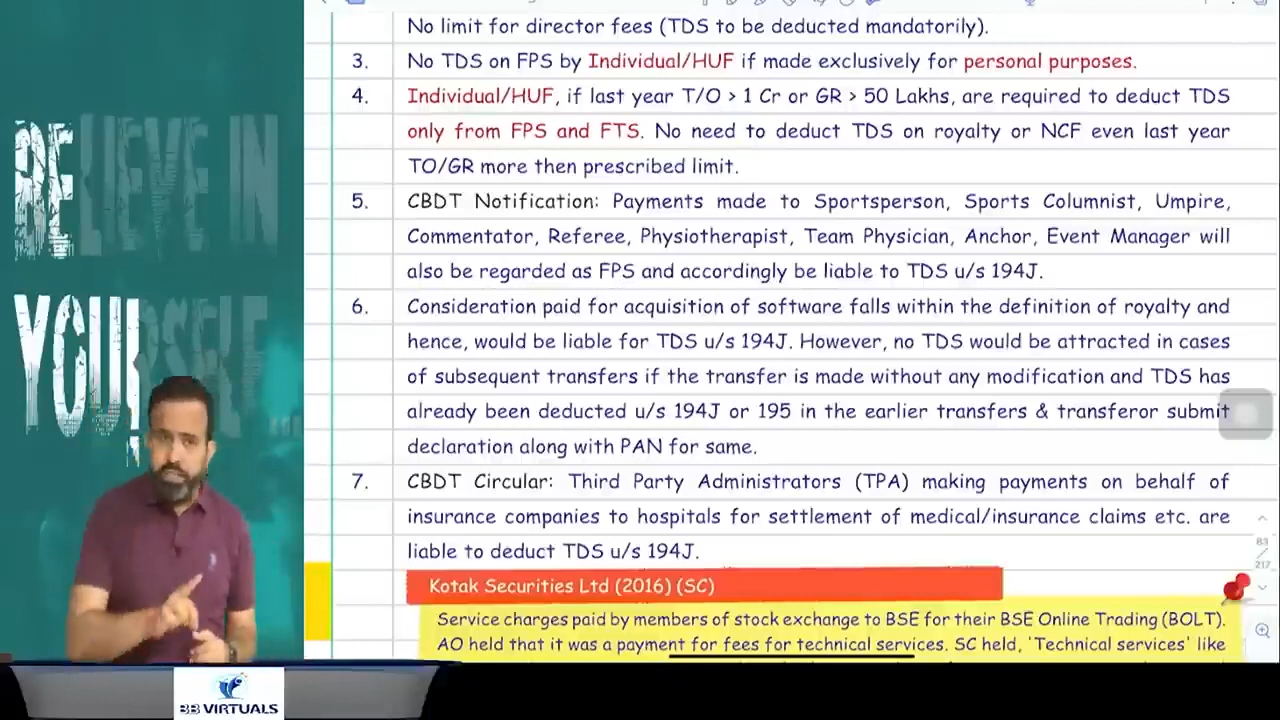 BELIEVE IN
YOURSELF
No limit for director fees (TDS to be deducted mandatorily).
3. No TDS on FPS by Individual/HUF if made exclusively for personal purposes.
4. Individual/HUF, if last year T/O > 1 Cr or GR > 50 Lakhs, are required to deduct TDS
only from FPS and FTS. No need to deduct TDS on royalty or NCF even last year
TO/GR more then prescribed limit.
5. CBDT Notification: Payments made to Sportsperson, Sports Columnist, Umpire,
Commentator, Referee, Physiotherapist, Team Physician, Anchor, Event Manager will
also be regarded as FPS and accordingly be liable to TDS u/s 194J.
6. Consideration paid for acquisition of software falls within the definition of royalty and
hence, would be liable for TDS u/s 194J. However, no TDS would be attracted in cases
of subsequent transfers if the transfer is made without any modification and TDS has
already been deducted u/s 194J or 195 in the earlier transfers & transferor submit
declaration along with PAN for same.
7. CBDT Circular: Third Party Administrators (TPA) making payments on behalf of
insurance companies to hospitals for settlement of medical/insurance claims etc. are
liable to deduct TDS u/s 194J.
83
217
Kotak Securities Ltd (2016) (SC)
Service charges paid by members of stock exchange to BSE for their BSE Online Trading (BOLT).
AO held that it was a payment for fees for technical services. SC held, 'Technical services' like
BB VIRTUALS